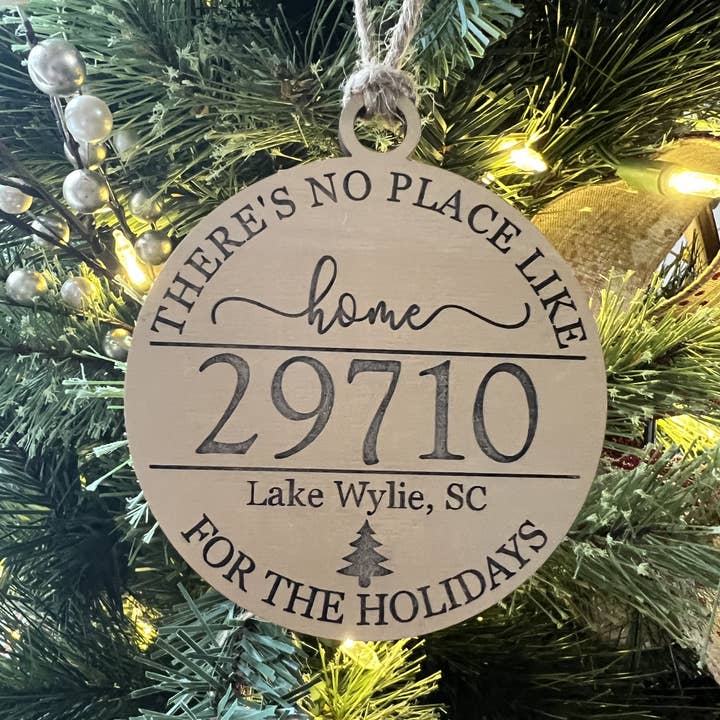 THERE'S NO PLACE LIKE
home
29710
Lake Wylie, SC
FOR THE HOLIDAYS